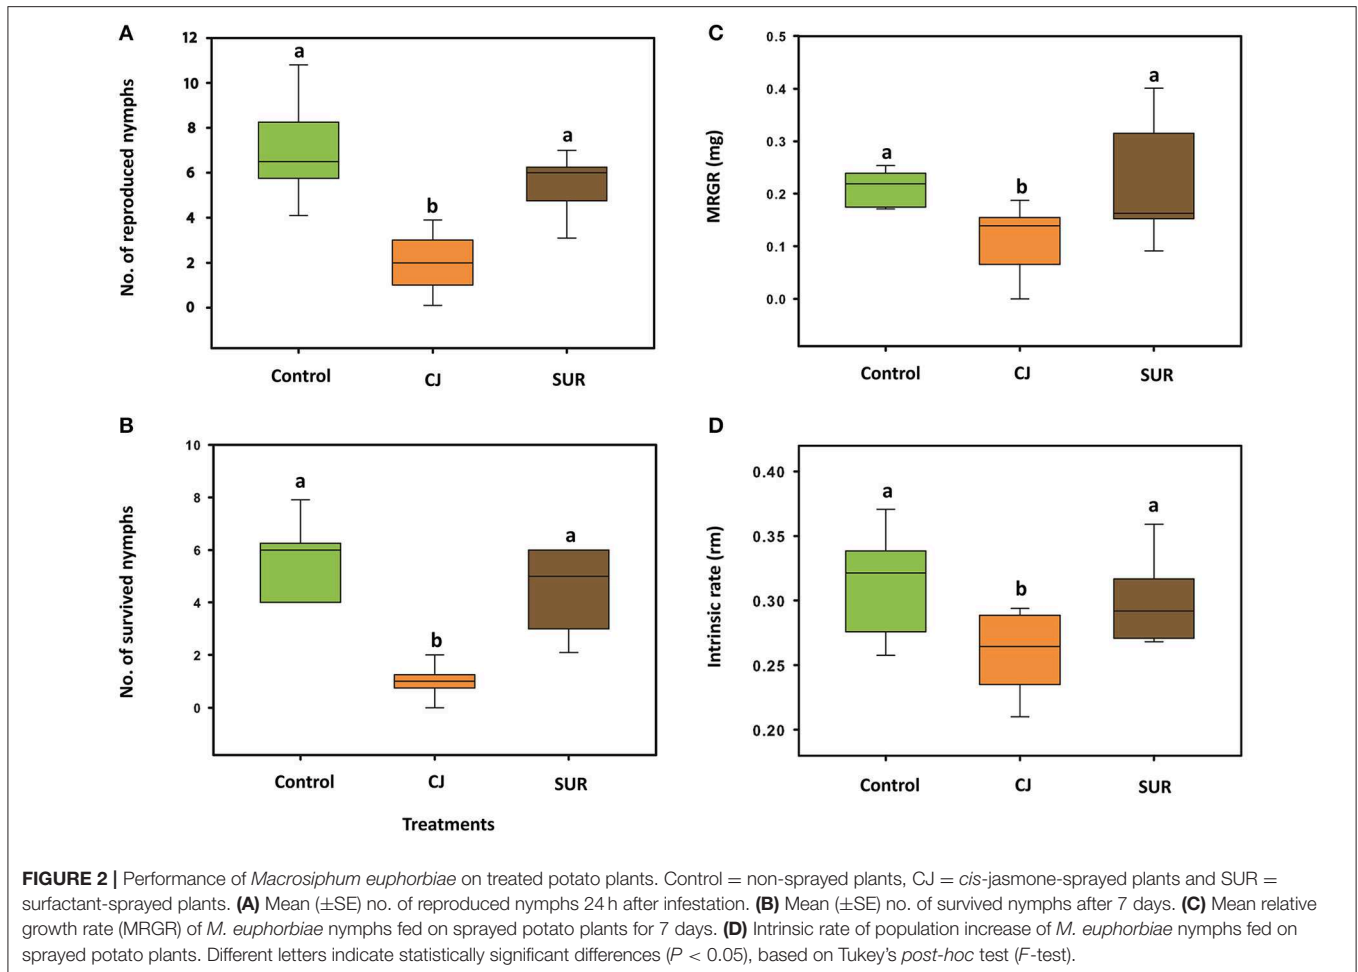 A
No. of reproduced nymphs
12
10
8
6
4
2
0
a
b
a
Control
CJ
SUR
B
No. of survived nymphs
10
8
6
4
2
0
a
b
a
Control
CJ
SUR
Treatments
C
MRGR (mg)
0.5
0.4
0.3
0.2
0.1
0.0
a
b
a
Control
CJ
SUR
D
Intrinsic rate (rm)
0.40
0.35
0.30
0.25
0.20
a
b
a
Control
CJ
SUR
FIGURE 2 | Performance of Macrosiphum euphorbiae on treated potato plants. Control = non-sprayed plants, CJ = cis-jasmone-sprayed plants and SUR =
surfactant-sprayed plants. (A) Mean (±SE) no. of reproduced nymphs 24 h after infestation. (B) Mean (±SE) no. of survived nymphs after 7 days. (C) Mean relative
growth rate (MRGR) of M. euphorbiae nymphs fed on sprayed potato plants for 7 days. (D) Intrinsic rate of population increase of M. euphorbiae nymphs fed on
sprayed potato plants. Different letters indicate statistically significant differences (P < 0.05), based on Tukey's post-hoc test (F-test).